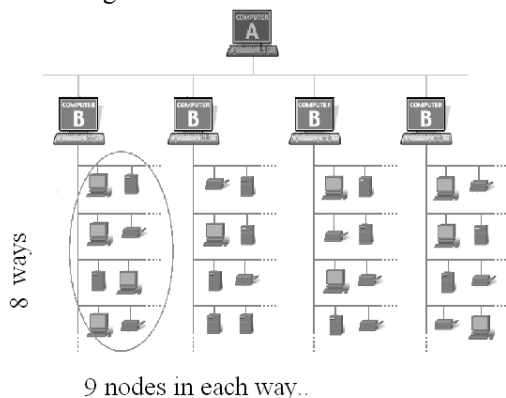 COMPUTER
A
COMPUTER
B
COMPUTER
B
COMPUTER
B
COMPUTER
B
8 ways
9 nodes in each way..